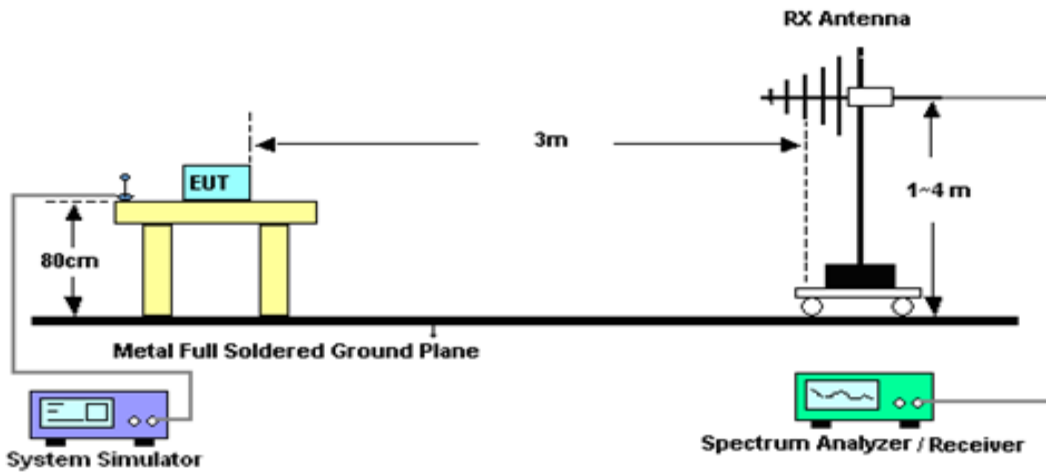 RX Antenna
3m
EUT
1~4 m
80cm
Metal Full Soldered Ground Plane
System Simulator
Spectrum Analyzer / Receiver